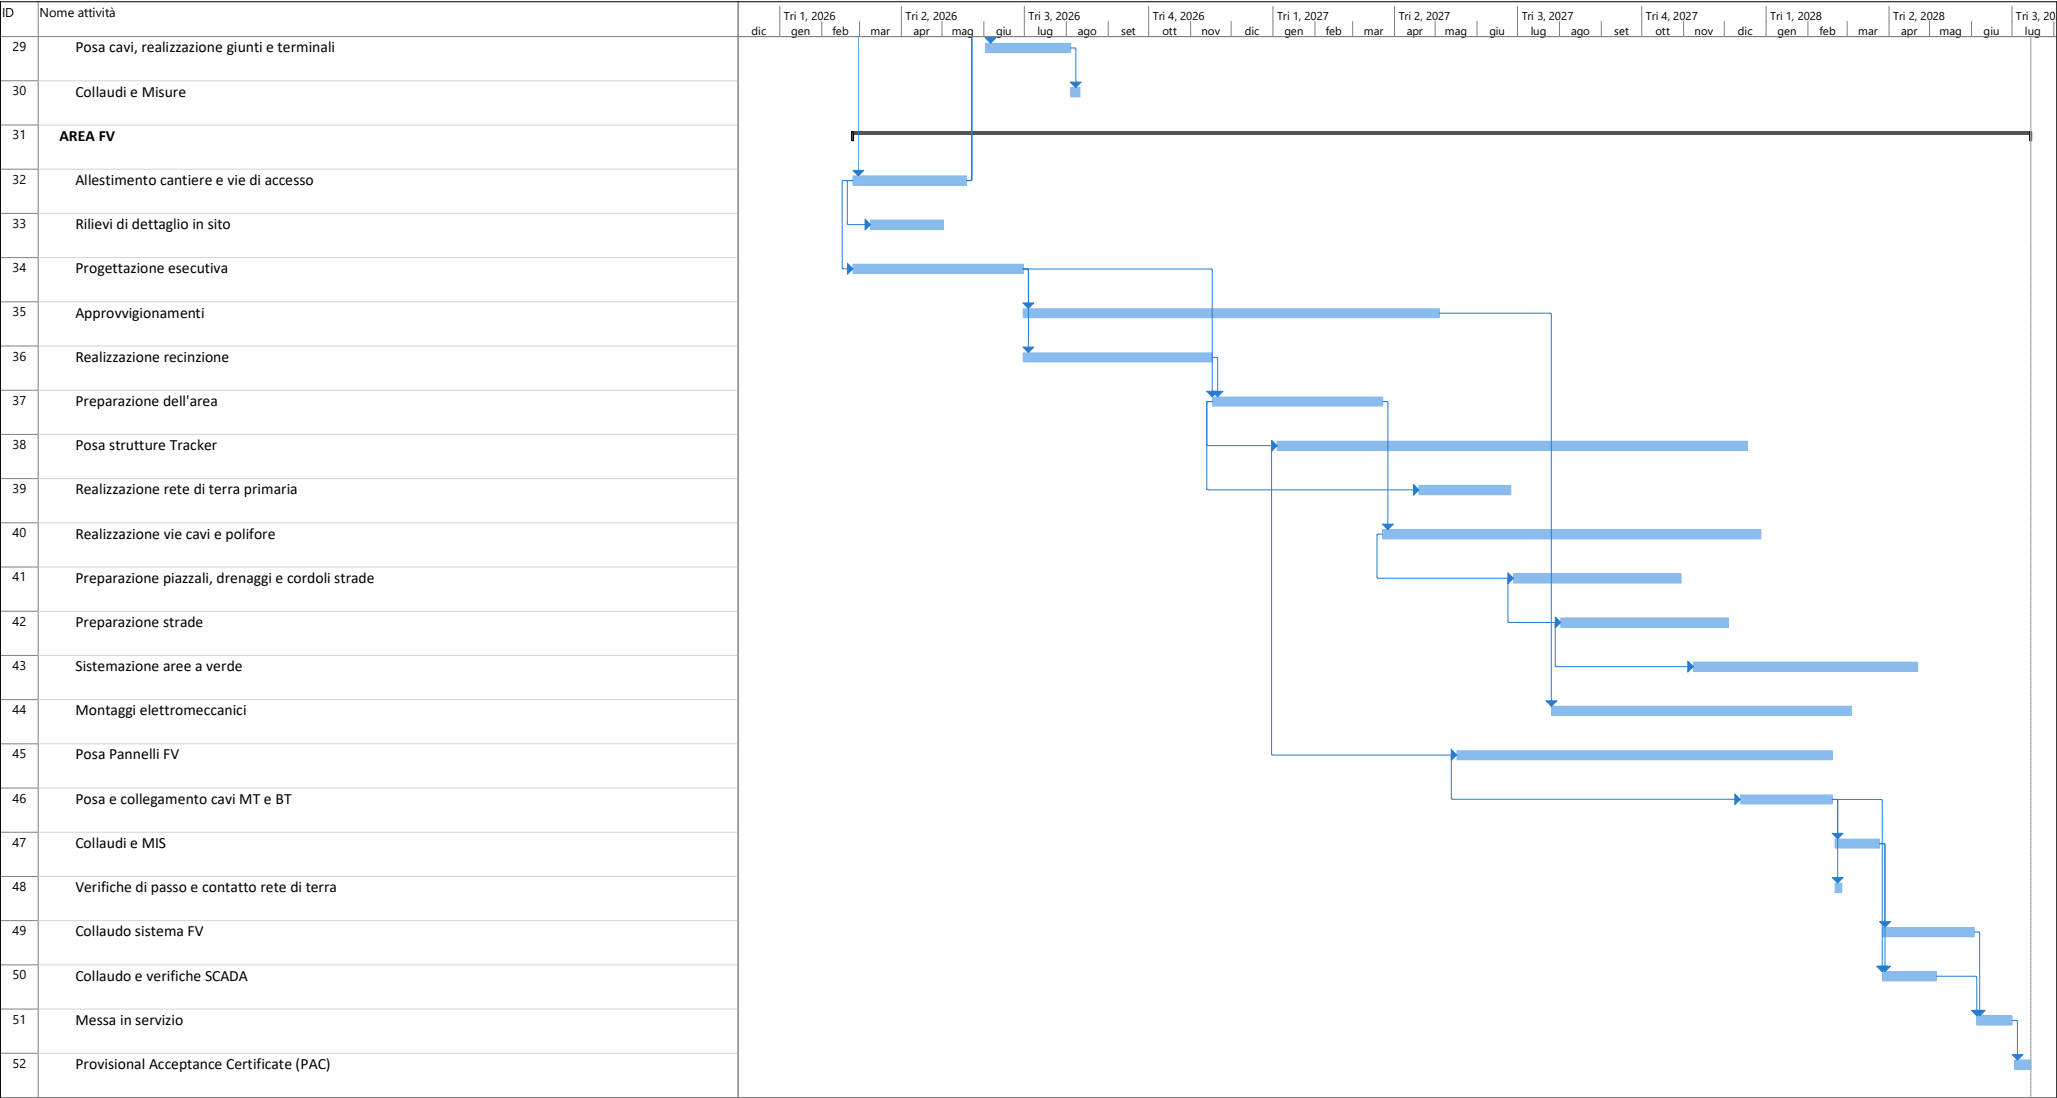 ID Nome attività Tri 1, 2026 Tri 2, 2026 Tri 3, 2026 Tri 4, 2026 Tri 1, 2027 Tri 2, 2027 Tri 3, 2027 Tri 4, 2027 Tri 1, 2028 Tri 2, 2028 Tri 3, 20
dic gen feb mar apr mag giu lug ago set ott nov dic gen feb mar apr mag giu lug ago set ott nov dic gen feb mar apr mag giu lug
29 Posa cavi, realizzazione giunti e terminali
30 Collaudi e Misure
31 AREA FV
32 Allestimento cantiere e vie di accesso
33 Rilievi di dettaglio in sito
34 Progettazione esecutiva
35 Approvvigionamenti
36 Realizzazione recinzione
37 Preparazione dell'area
38 Posa strutture Tracker
39 Realizzazione rete di terra primaria
40 Realizzazione vie cavi e polifore
41 Preparazione piazzali, drenaggi e cordoli strade
42 Preparazione strade
43 Sistemazione aree a verde
44 Montaggi elettromeccanici
45 Posa Pannelli FV
46 Posa e collegamento cavi MT e BT
47 Collaudi e MIS
48 Verifiche di passo e contatto rete di terra
49 Collaudo sistema FV
50 Collaudo e verifiche SCADA
51 Messa in servizio
52 Provisional Acceptance Certificate (PAC)